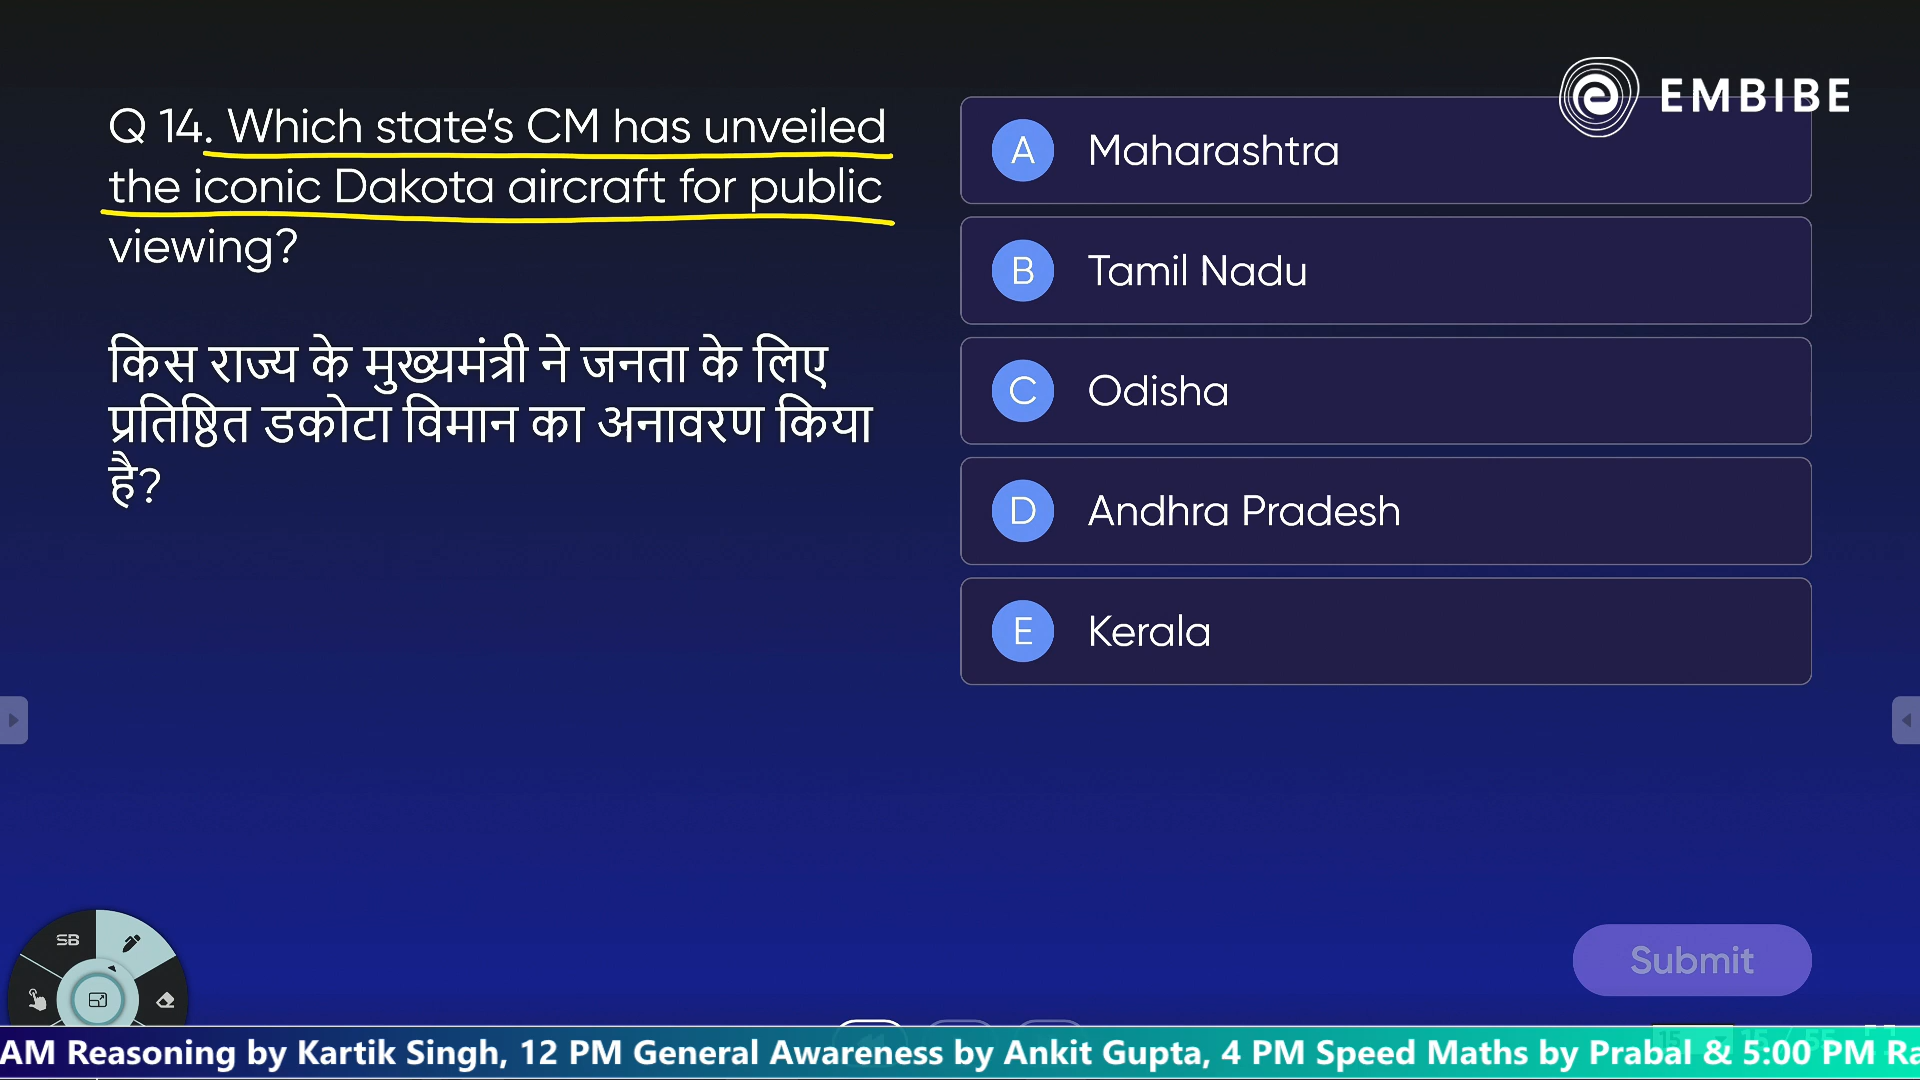 EMBIBE
Q 14. Which state's CM has unveiled
the iconic Dakota aircraft for public
viewing?
किस राज्य के मुख्यमंत्री ने जनता के लिए
प्रतिष्ठित डकोटा विमान का अनावरण किया
है?
A Maharashtra
B Tamil Nadu
C Odisha
D Andhra Pradesh
E Kerala
Submit
SB
AM Reasoning by Kartik Singh, 12 PM General Awareness by Ankit Gupta, 4 PM Speed Maths by Prabal & 5:00 PM Ra